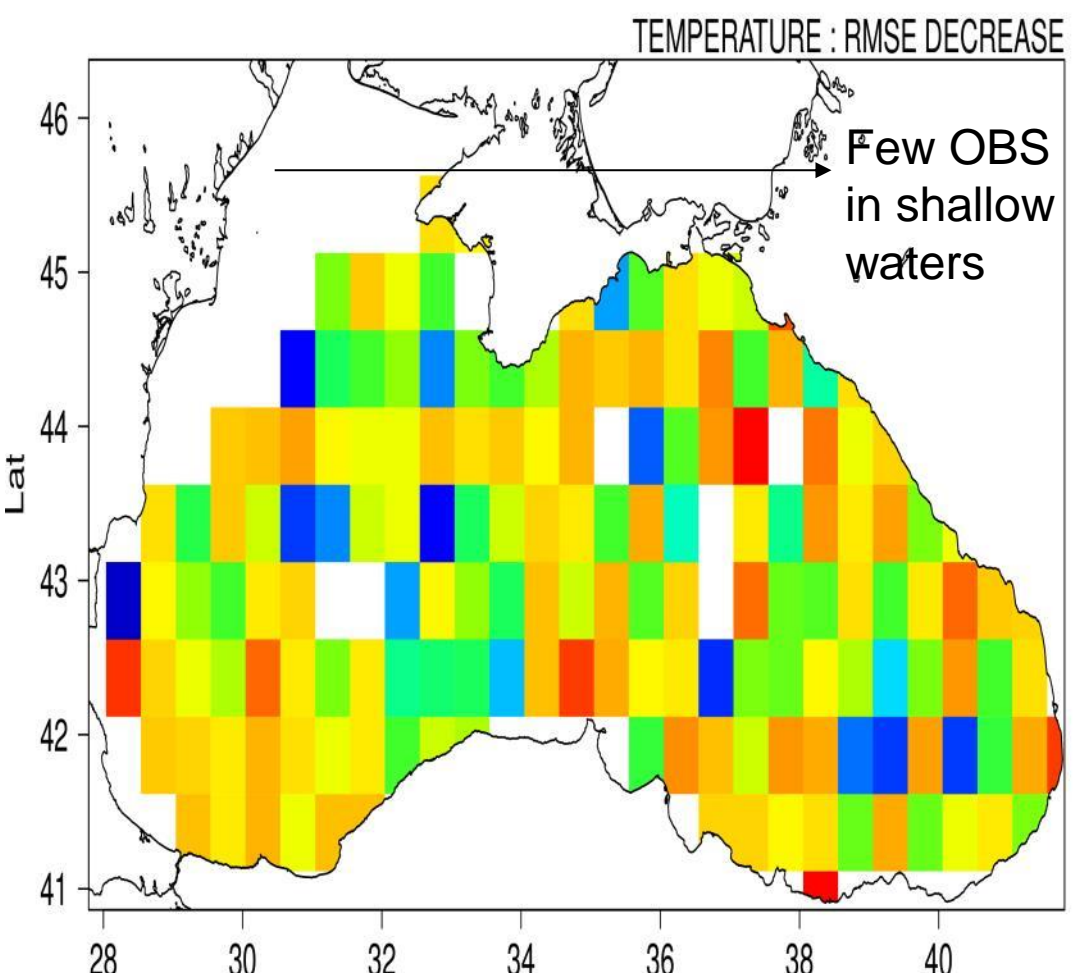 TEMPERATURE : RMSE DECREASE
46
Few OBS
in shallow
waters
45
44
Lat
43
42
41
28 30 32 34 36 38 40